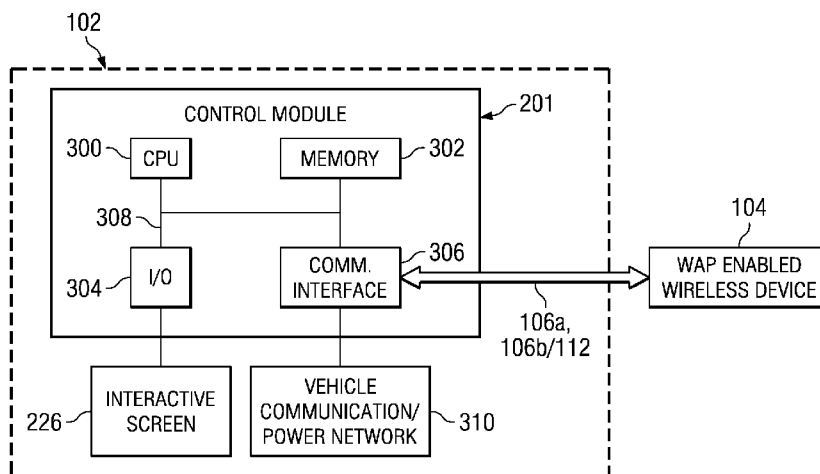 102
CONTROL MODULE
201
300
CPU
MEMORY
302
308
304
I/O
COMM.
INTERFACE
306
104
WAP ENABLED
WIRELESS DEVICE
106a,
106b/112
226
INTERACTIVE
SCREEN
VEHICLE
COMMUNICATION/
POWER NETWORK
310